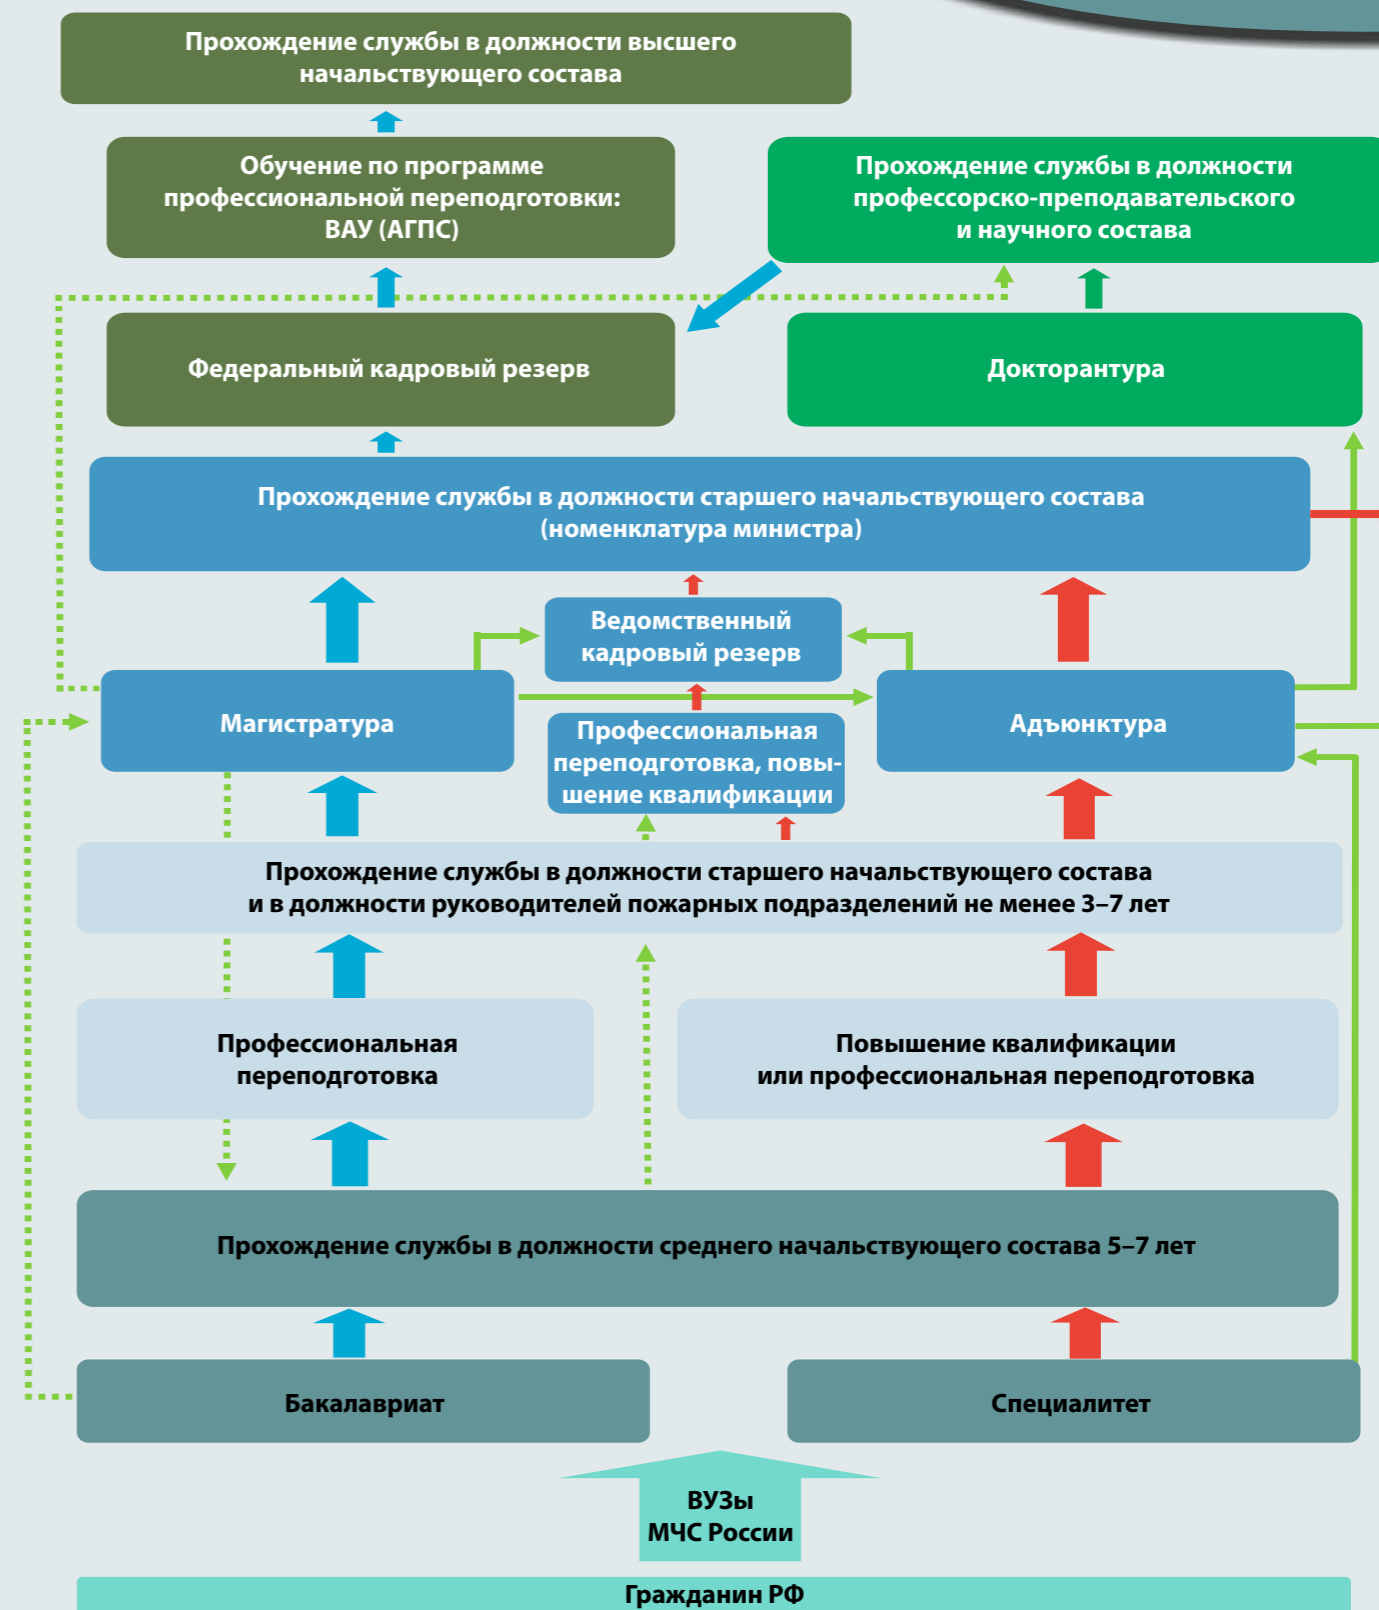 Прохождение службы в должности высшего
начальствующего состава
Обучение по программе
профессиональной переподготовки:
ВАУ (АГПС)
Прохождение службы в должности
профессорско-преподавательского
и научного состава
Федеральный кадровый резерв
Докторантура
Прохождение службы в должности старшего начальствующего состава
(номенклатура министра)
Ведомственный
кадровый резерв
Магистратура
Профессиональная
переподготовка, повы-
шение квалификации
Адъюнктура
Прохождение службы в должности старшего начальствующего состава
и в должности руководителей пожарных подразделений не менее 3–7 лет
Профессиональная
переподготовка
Повышение квалификации
или профессиональная переподготовка
Прохождение службы в должности среднего начальствующего состава 5–7 лет
Бакалавриат
Специалитет
ВУЗы
МЧС России
Гражданин РФ